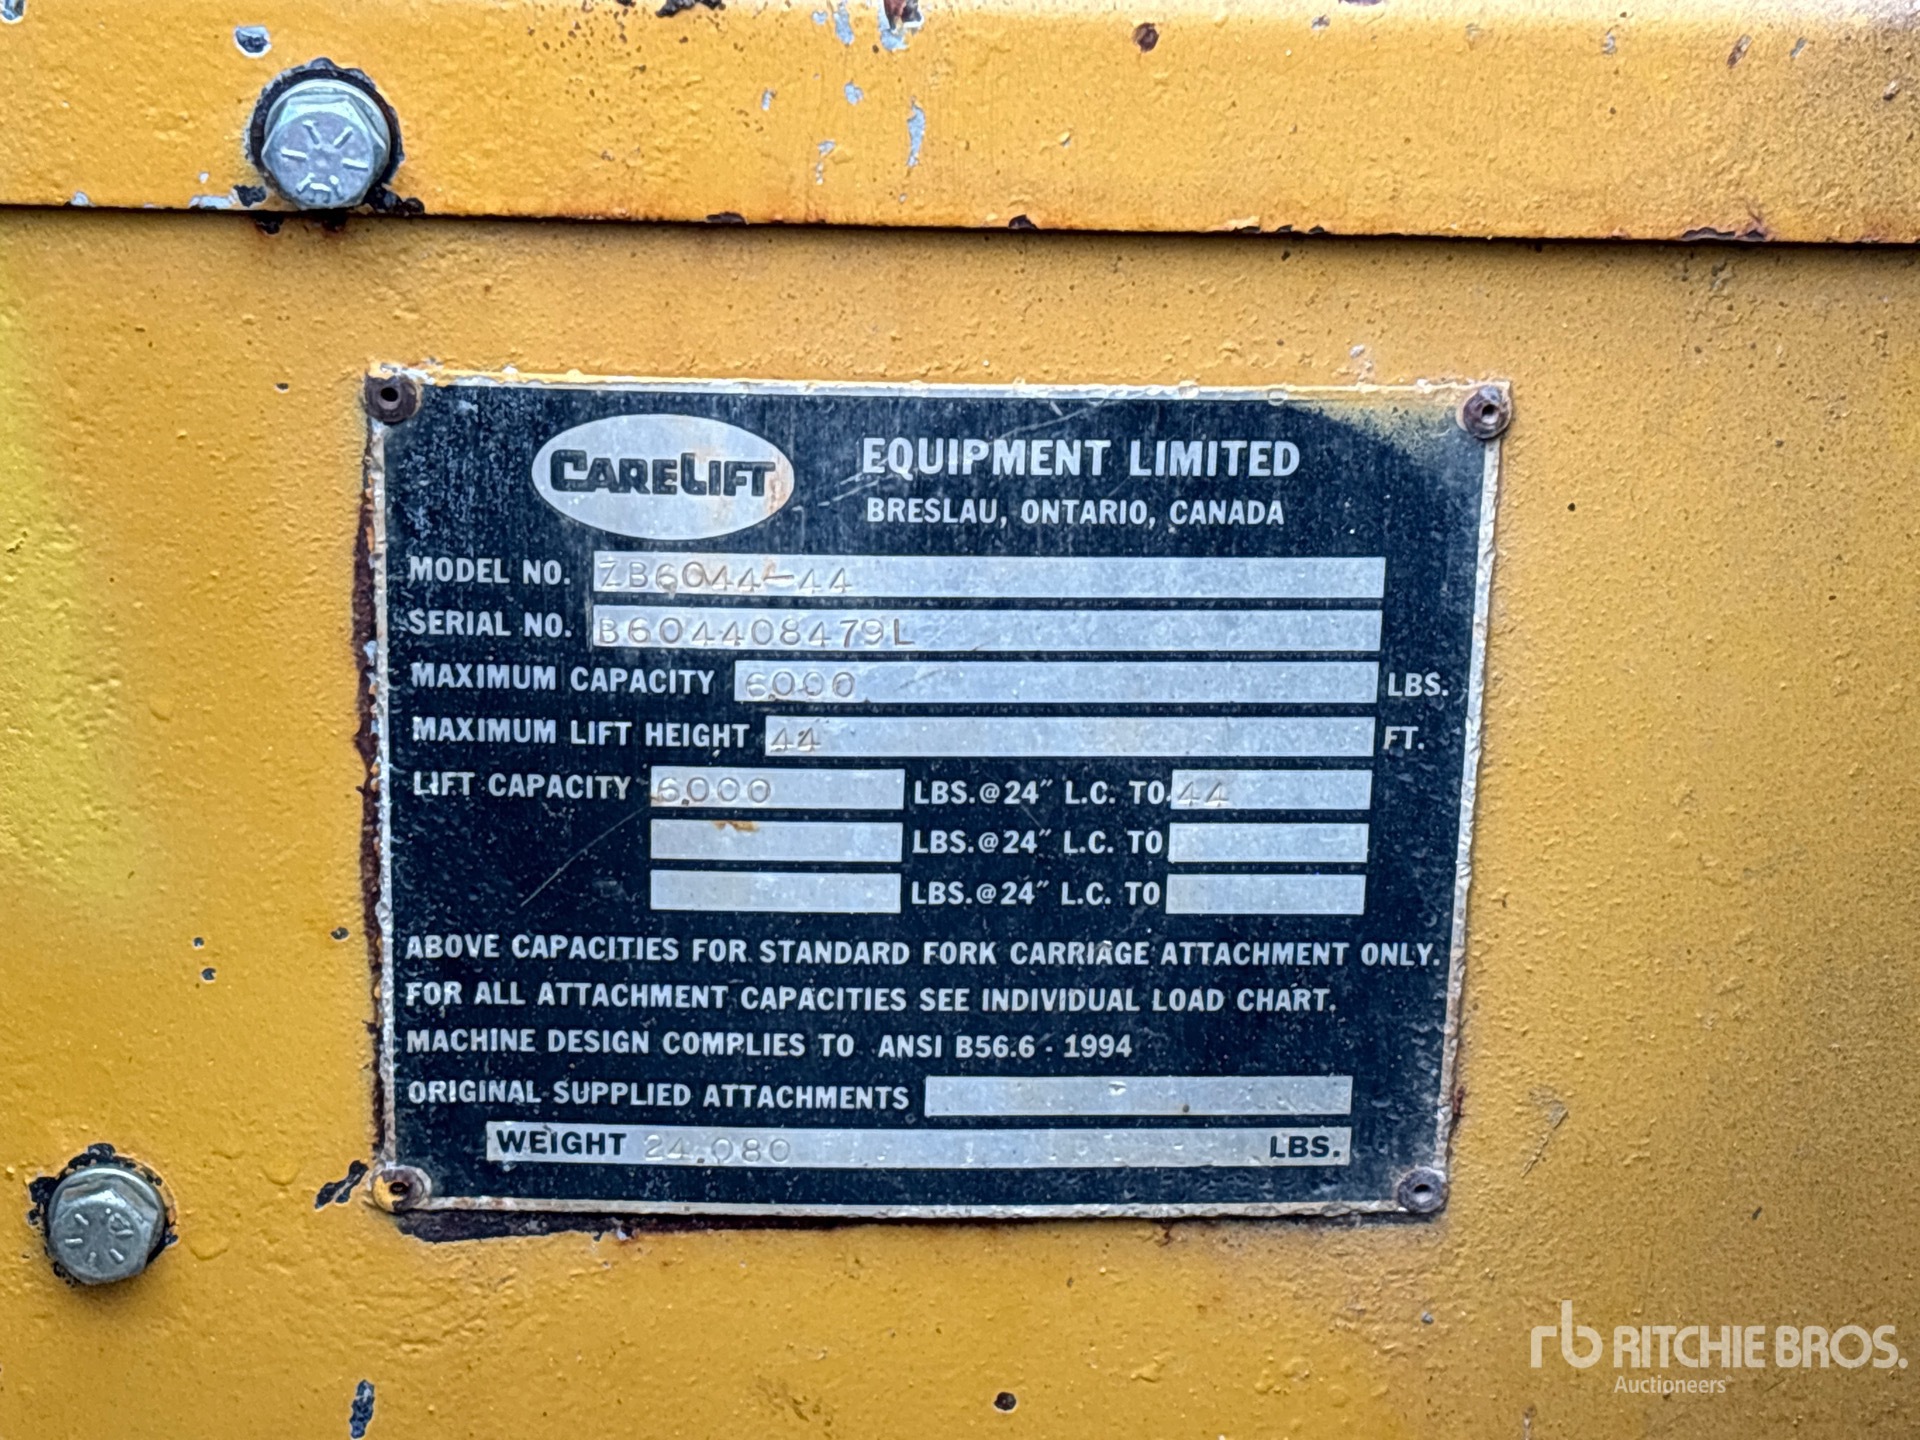 CARELIFT
EQUIPMENT LIMITED
BRESLAU, ONTARIO, CANADA
MODEL NO. ZB6044-44
SERIAL NO. B604408479L
MAXIMUM CAPACITY 6000 LBS.
MAXIMUM LIFT HEIGHT 44 FT.
LIFT CAPACITY 6000 LBS.@24" L.C. TO 44
LBS.@24" L.C. TO
LBS.@24" L.C. TO
ABOVE CAPACITIES FOR STANDARD FORK CARRIAGE ATTACHMENT ONLY.
FOR ALL ATTACHMENT CAPACITIES SEE INDIVIDUAL LOAD CHART.
MACHINE DESIGN COMPLIES TO ANSI B56.6 - 1994
ORIGINAL SUPPLIED ATTACHMENTS
WEIGHT 24,080 LBS.
rb RITCHIE BROS.
Auctioneers